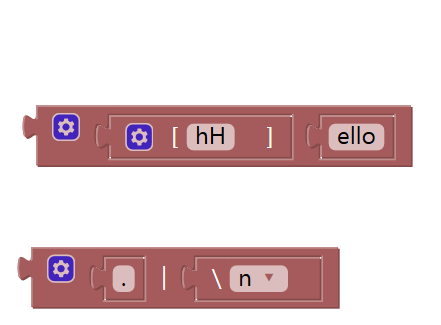 [ hH ] ello
. | \ n